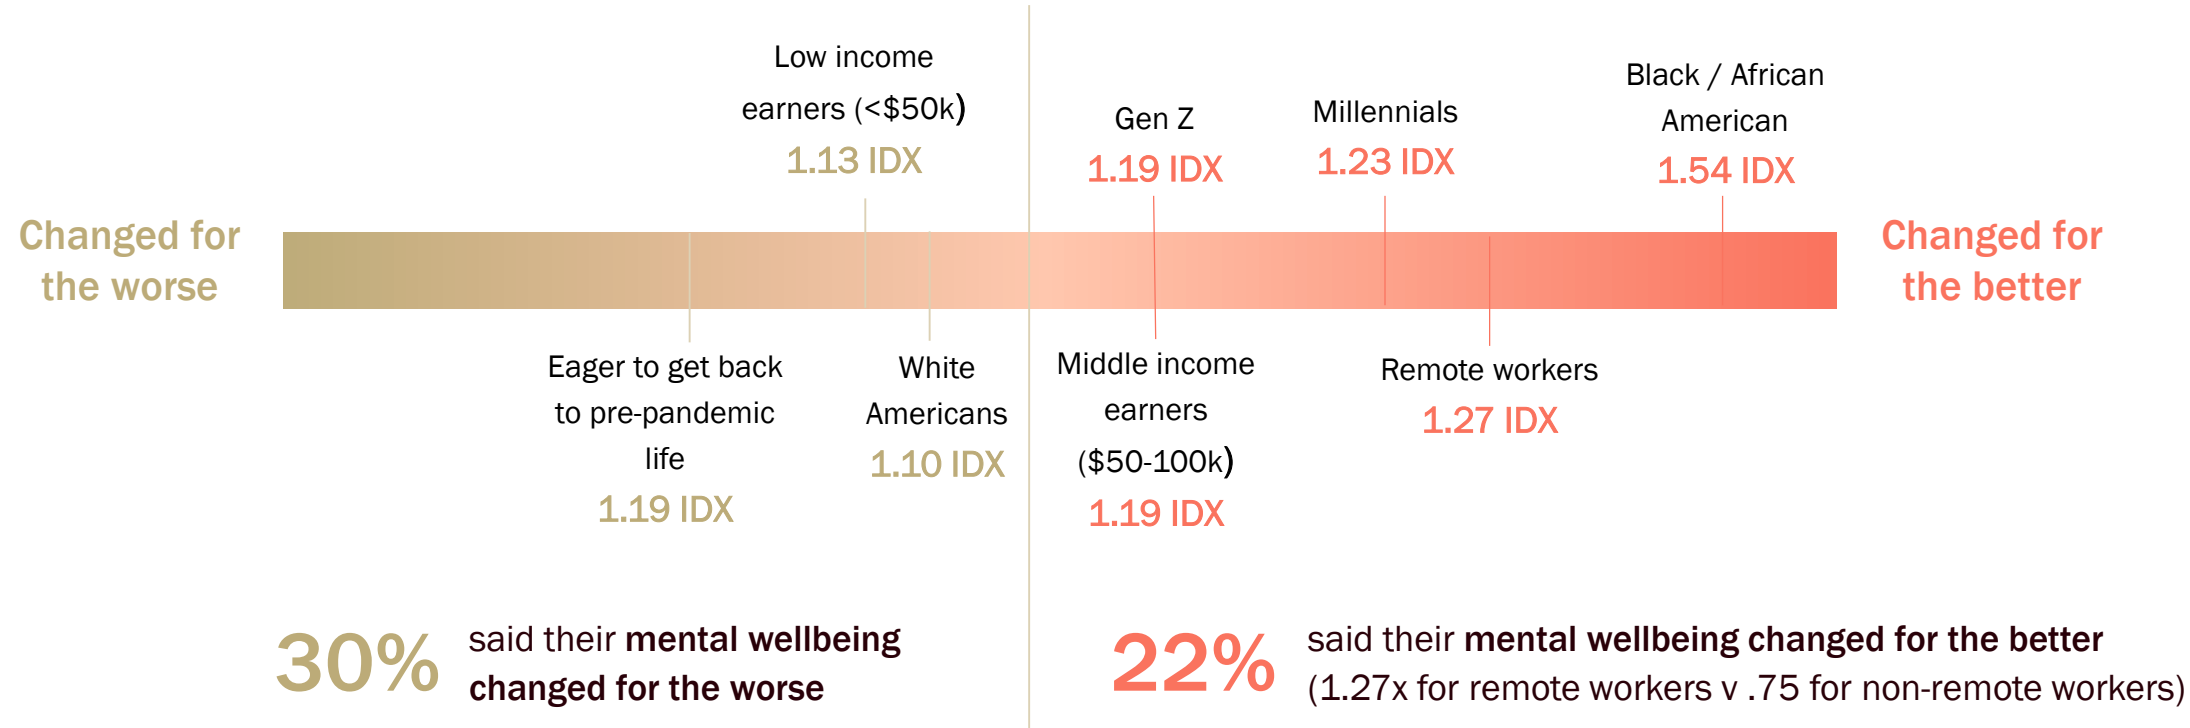 Low income
earners (<$50k)
1.13 IDX
Gen Z
1.19 IDX
Millennials
1.23 IDX
Black / African
American
1.54 IDX
Changed for
the worse
Changed for
the better
Eager to get back
to pre-pandemic
life
1.19 IDX
White
Americans
1.10 IDX
Middle income
earners
($50-100k)
1.19 IDX
Remote workers
1.27 IDX
30%
said their mental wellbeing
changed for the worse
22%
said their mental wellbeing changed for the better
(1.27x for remote workers v .75 for non-remote workers)